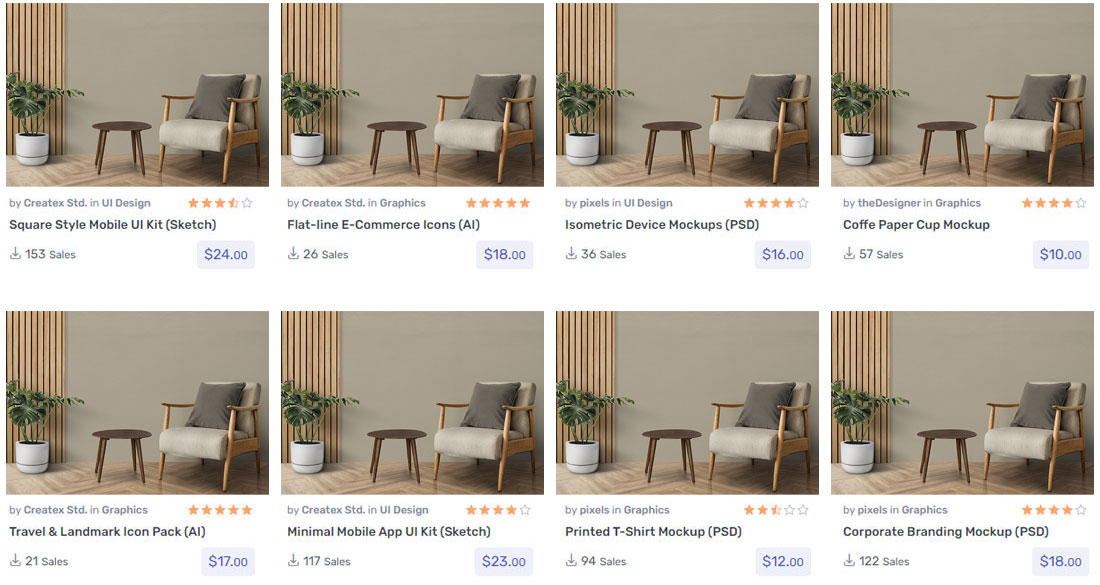 by Createx Std. in UI Design
Square Style Mobile UI Kit (Sketch)
153 Sales
$24.00
by Createx Std. in Graphics
Flat-line E-Commerce Icons (AI)
26 Sales
$18.00
by pixels in UI Design
Isometric Device Mockups (PSD)
36 Sales
$16.00
by theDesigner in Graphics
Coffe Paper Cup Mockup
57 Sales
$10.00
by Createx Std. in Graphics
Travel & Landmark Icon Pack (AI)
21 Sales
$17.00
by Createx Std. in UI Design
Minimal Mobile App UI Kit (Sketch)
117 Sales
$23.00
by pixels in Graphics
Printed T-Shirt Mockup (PSD)
94 Sales
$12.00
by pixels in Graphics
Corporate Branding Mockup (PSD)
122 Sales
$18.00